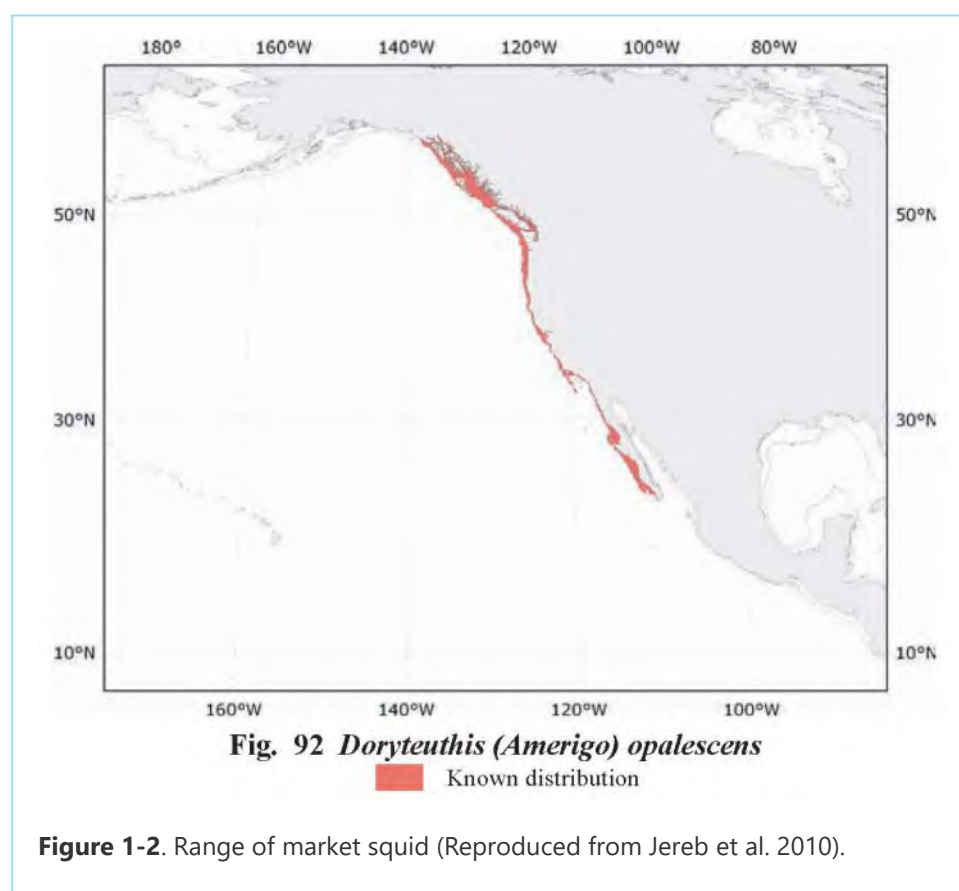 180° 160°W 140°W 120°W 100°W 80°W
50°N 50°N
30°N 30°N
10°N 10°N
160°W 140°W 120°W 100°W
Fig. 92 Doryteuthis (Amerigo) opalescens
Known distribution
Figure 1-2. Range of market squid (Reproduced from Jereb et al. 2010).